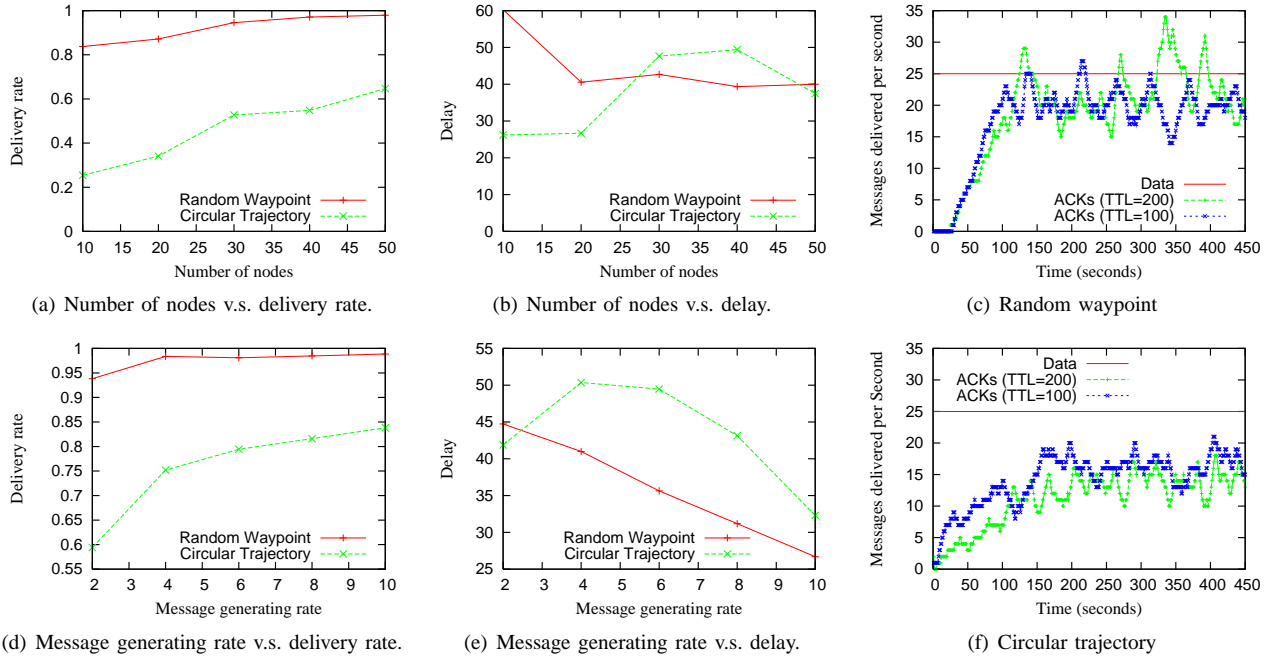 1
0.8
0.6
0.4
0.2
0
10 15 20 25 30 35 40 45 50
Delivery rate
Number of nodes
Random Waypoint
Circular Trajectory
(a) Number of nodes v.s. delivery rate.
60
50
40
30
20
10
0
10 15 20 25 30 35 40 45 50
Delay
Number of nodes
Random Waypoint
Circular Trajectory
(b) Number of nodes v.s. delay.
35
30
25
20
15
10
5
0
0 50 100 150 200 250 300 350 400 450
Messages delivered per second
Time (seconds)
Data
ACKs (TTL=200)
ACKs (TTL=100)
(c) Random waypoint
1
0.95
0.9
0.85
0.8
0.75
0.7
0.65
0.6
0.55
2 3 4 5 6 7 8 9 10
Delivery rate
Message generating rate
Random Waypoint
Circular Trajectory
(d) Message generating rate v.s. delivery rate.
55
50
45
40
35
30
25
2 3 4 5 6 7 8 9 10
Delay
Message generating rate
Random Waypoint
Circular Trajectory
(e) Message generating rate v.s. delay.
35
30
25
20
15
10
5
0
0 50 100 150 200 250 300 350 400 450
Messages delivered per Second
Time (seconds)
Data
ACKs (TTL=200)
ACKs (TTL=100)
(f) Circular trajectory